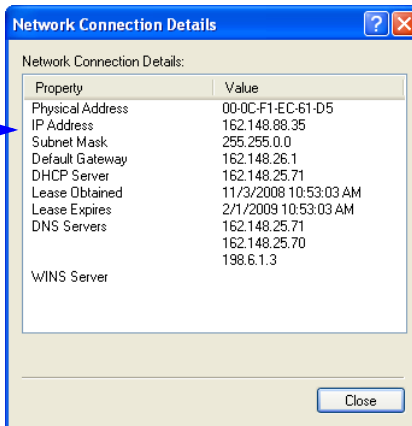 Network Connection Details
Network Connection Details:
Property Value
Physical Address 00-0C-F1-EC-61-D5
IP Address 162.148.88.35
Subnet Mask 255.255.0.0
Default Gateway 162.148.26.1
DHCP Server 162.148.25.71
Lease Obtained 11/3/2008 10:53:03 AM
Lease Expires 2/1/2009 10:53:03 AM
DNS Servers 162.148.25.71
162.148.25.70
198.6.1.3
WINS Server
Close